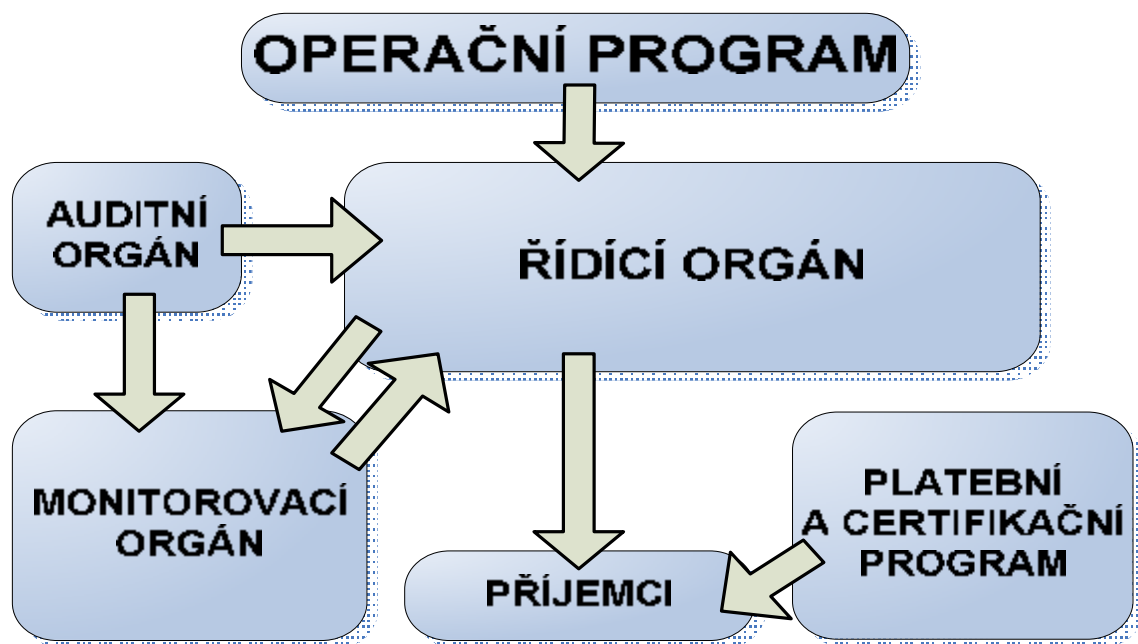 OPERAČNÍ PROGRAM
AUDITNÍ
ORGÁN
ŘÍDÍCÍ ORGÁN
MONITOROVACÍ
ORGÁN
PŘÍJEMCI
PLATEBNÍ
A CERTIFIKAČNÍ
PROGRAM